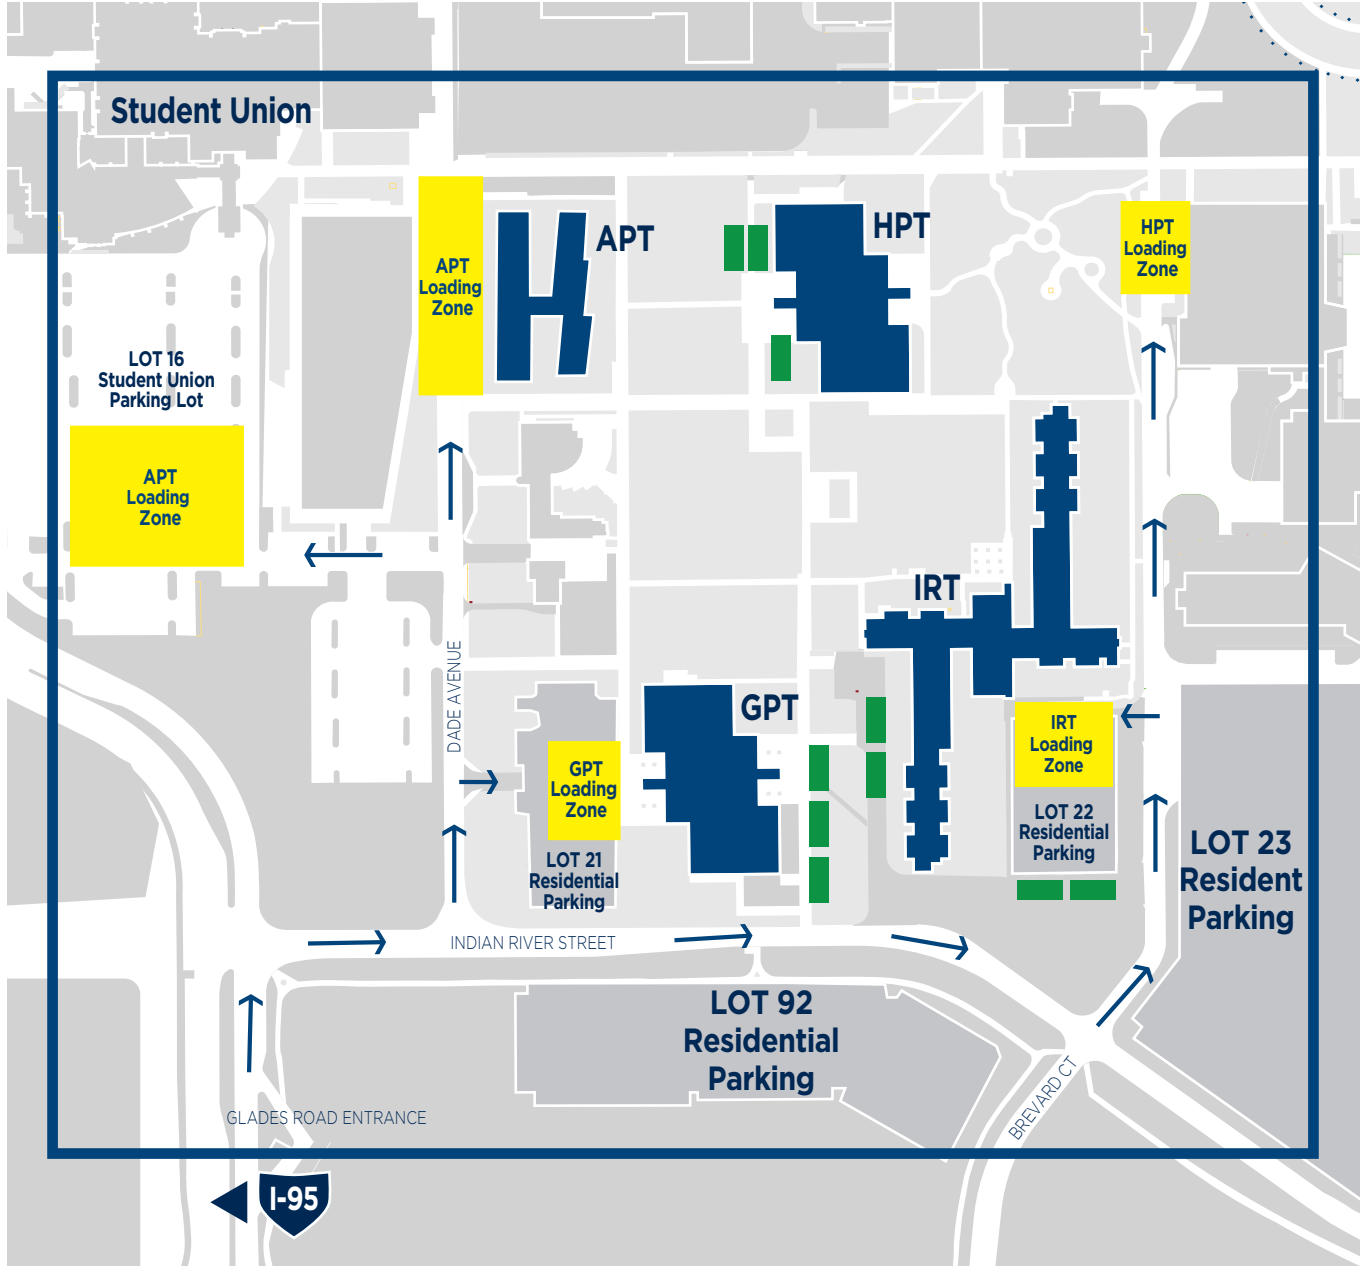 Student Union
APT
HPT
HPT
Loading
Zone
APT
Loading
Zone
LOT 16
Student Union
Parking Lot
APT
Loading
Zone
IRT
DADE AVENUE
GPT
IRT
Loading
Zone
GPT
Loading
Zone
LOT 22
Residential
Parking
LOT 23
Resident
Parking
LOT 21
Residential
Parking
INDIAN RIVER STREET
LOT 92
Residential
Parking
BREVARD CT
GLADES ROAD ENTRANCE
I-95